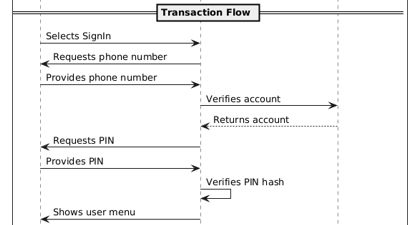 Transaction Flow
Selects SignIn
Requests phone number
Provides phone number
Verifies account
Returns account
Requests PIN
Provides PIN
Verifies PIN hash
Shows user menu